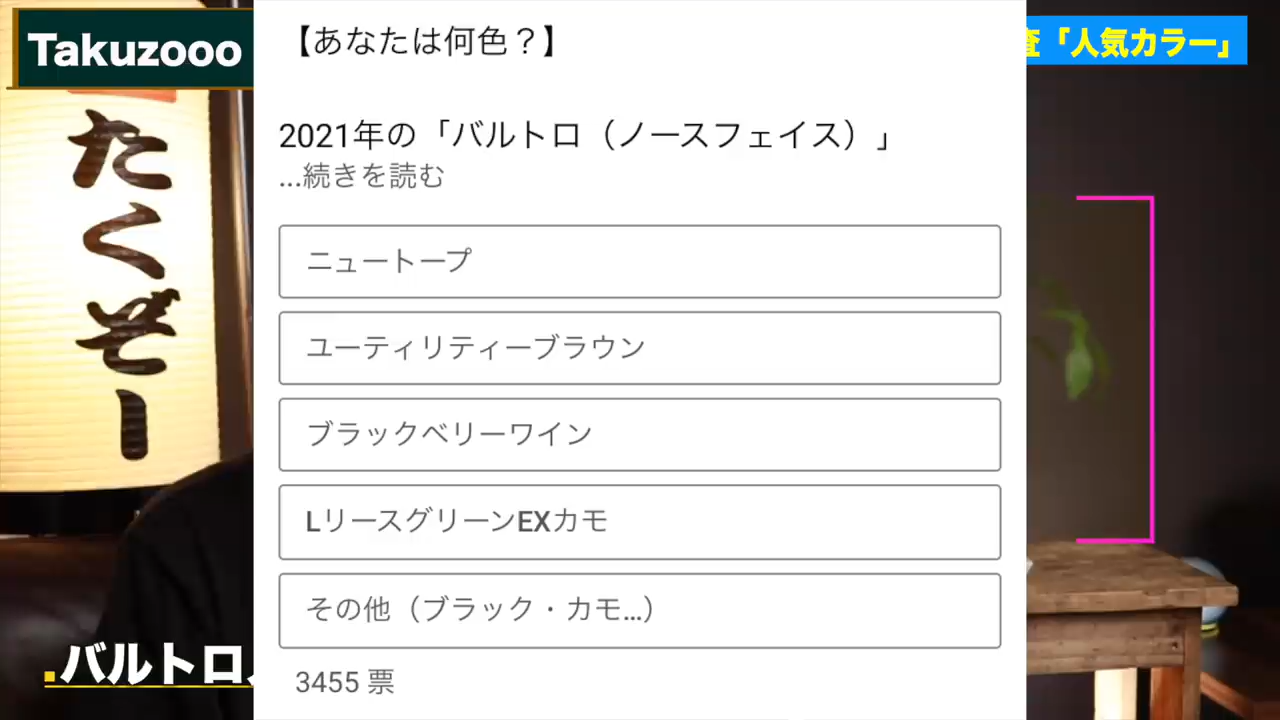 Takuzooo
たくぞー
【あなたは何色？】
査「人気カラー」
2021年の「バルトロ（ノースフェイス）」
...続きを読む
ニュートープ
ユーティリティーブラウン
ブラックベリーワイン
LリースグリーンEXカモ
その他（ブラック・カモ...）
3455 票
.バルトロ